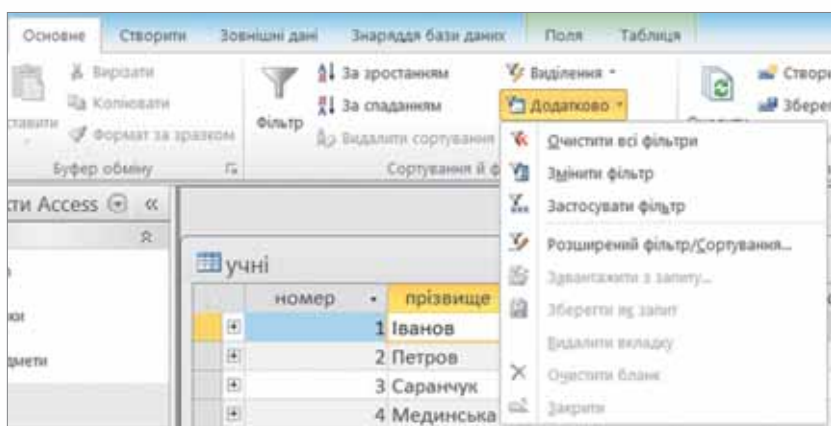 Основне Створити Зовнішні дані Знаряддя бази даних Поля Таблиця
Вирізати
Копіювати
Формат за зразком
Буфер обміну
Фільтр
За зростанням
За спаданням
Видалити сортування
Сортування й ф
Виділення
Додатково
Створи
Збере
Очистити всі фільтри
Змінити фільтр
Застосувати фільтр
Розширений фільтр/Сортування...
Завантажити з запиту...
Зберегти як запит
Видалити вкладку
Очистити бланк
Закрити
кти Access «
учні
номер прізвище
1 Іванов
2 Петров
3 Саранчук
4 Мединська